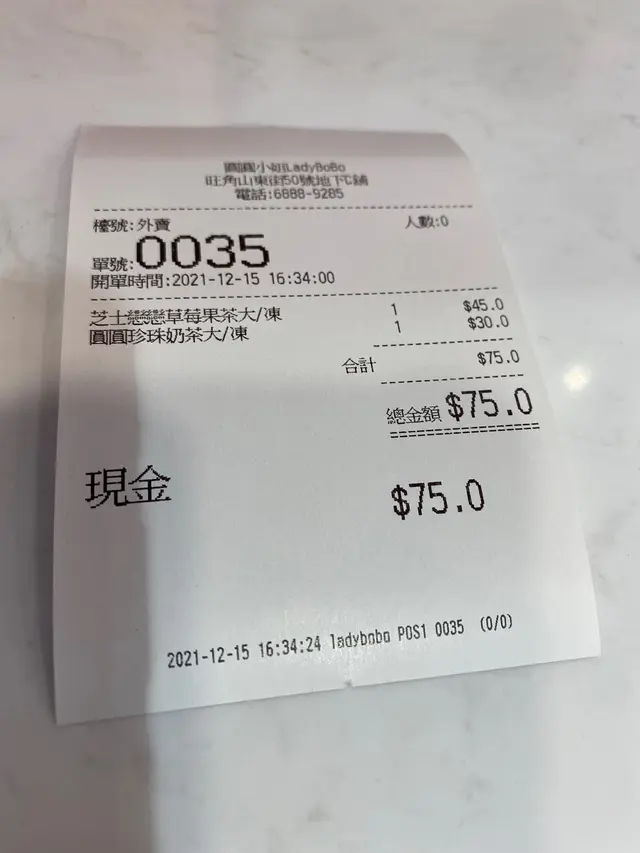 圓圓小姐LadyBoBo
旺角山東街50號地下C舖
電話:6888-9285
檯號:外賣 人數:0
單號:0035
開單時間:2021-12-15 16:34:00
芝士戀戀草莓果茶大/凍 1 $45.0
圓圓珍珠奶茶大/凍 1 $30.0
合計 $75.0
總金額 $75.0
現金 $75.0
2021-12-15 16:34:24 ladybobo POS1 0035 (0/0)